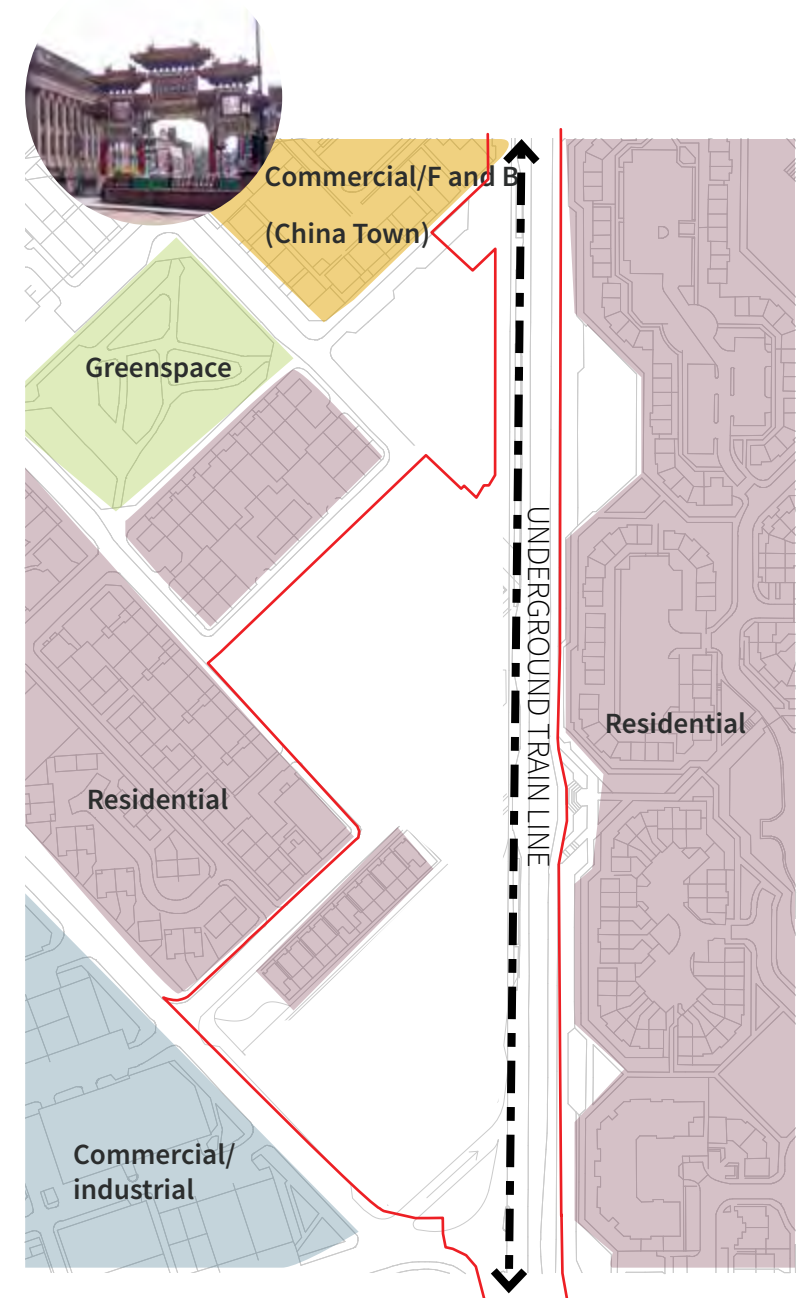 Commercial/F and B
(China Town)
Greenspace
UNDERGROUND TRAIN LINE
Residential
Residential
Commercial/
industrial